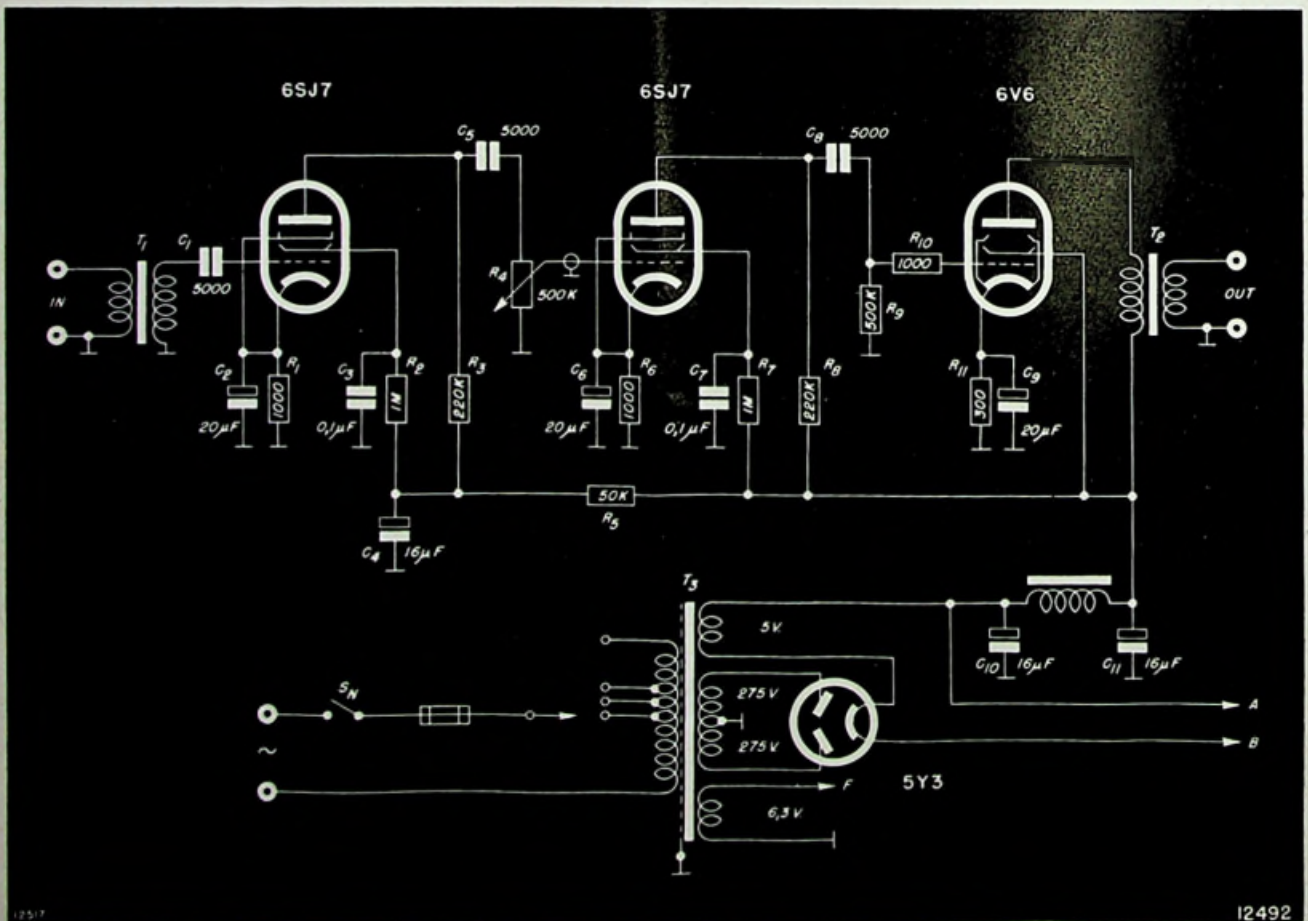 6SJ7
6SJ7
6V6
C5 5000
C8 5000
T1
C1
5000
IN
R4
500K
R10
1000
500K
R9
T2
OUT
C2
20µF
R1
1000
C3
0,1µF
R2
1M
R3
220K
C6
20µF
R6
1000
C7
0,1µF
R7
1M
R8
220K
R11
300
C9
20µF
50K
R5
C4 16µF
T3
5V.
C10 16µF
C11 16µF
SN
~
275V
275V.
A
B
5Y3
F
6,3V.
12517
12492